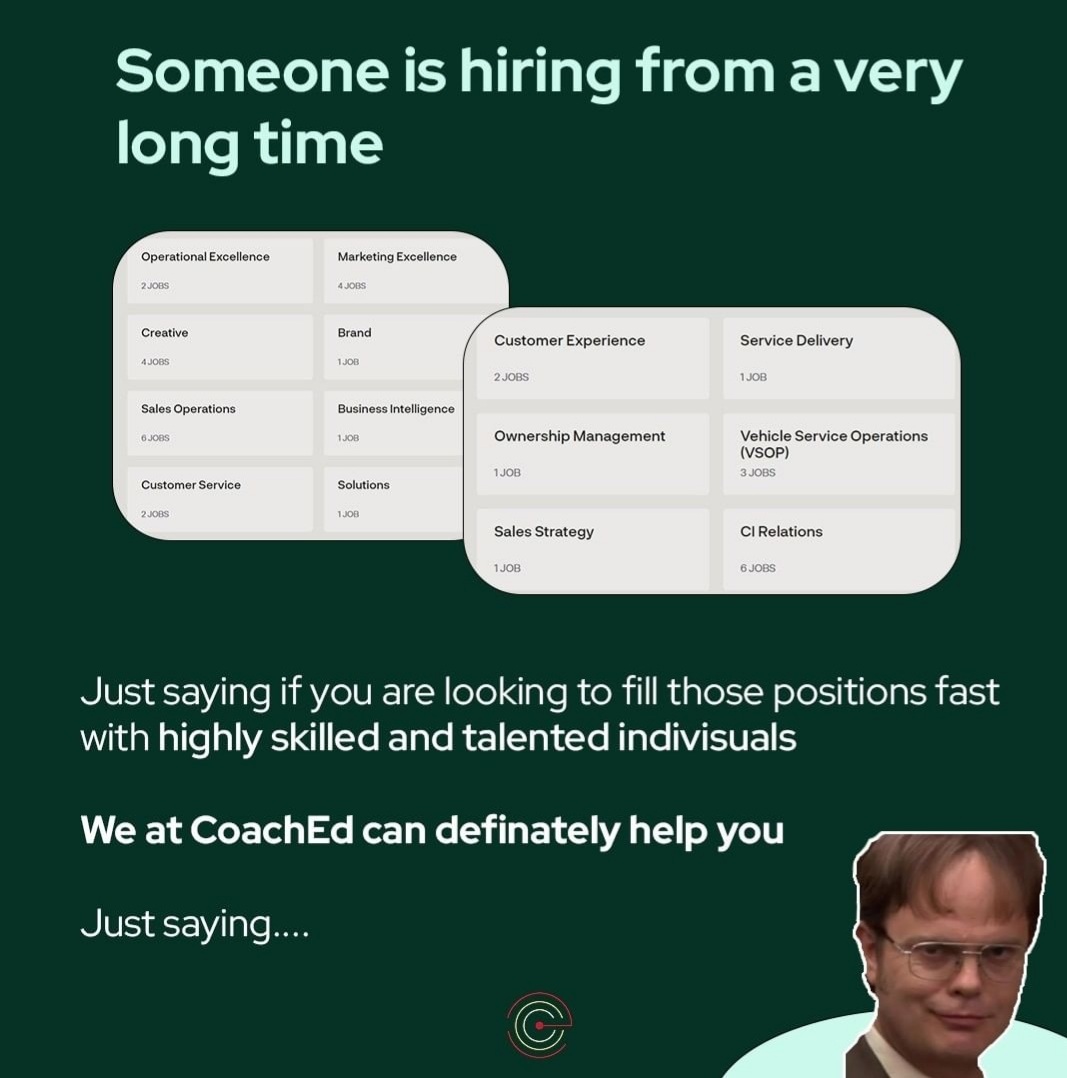 Someone is hiring from a very
long time
Operational Excellence
2 JOBS
Marketing Excellence
4 JOBS
Creative
4 JOBS
Brand
1 JOB
Sales Operations
6 JOBS
Business Intelligence
1 JOB
Customer Service
2 JOBS
Solutions
1 JOB
Customer Experience
2 JOBS
Service Delivery
1 JOB
Ownership Management
1 JOB
Vehicle Service Operations
(VSOP)
3 JOBS
Sales Strategy
1 JOB
CI Relations
6 JOBS
Just saying if you are looking to fill those positions fast
with highly skilled and talented indivisuals
We at CoachEd can definately help you
Just saying....